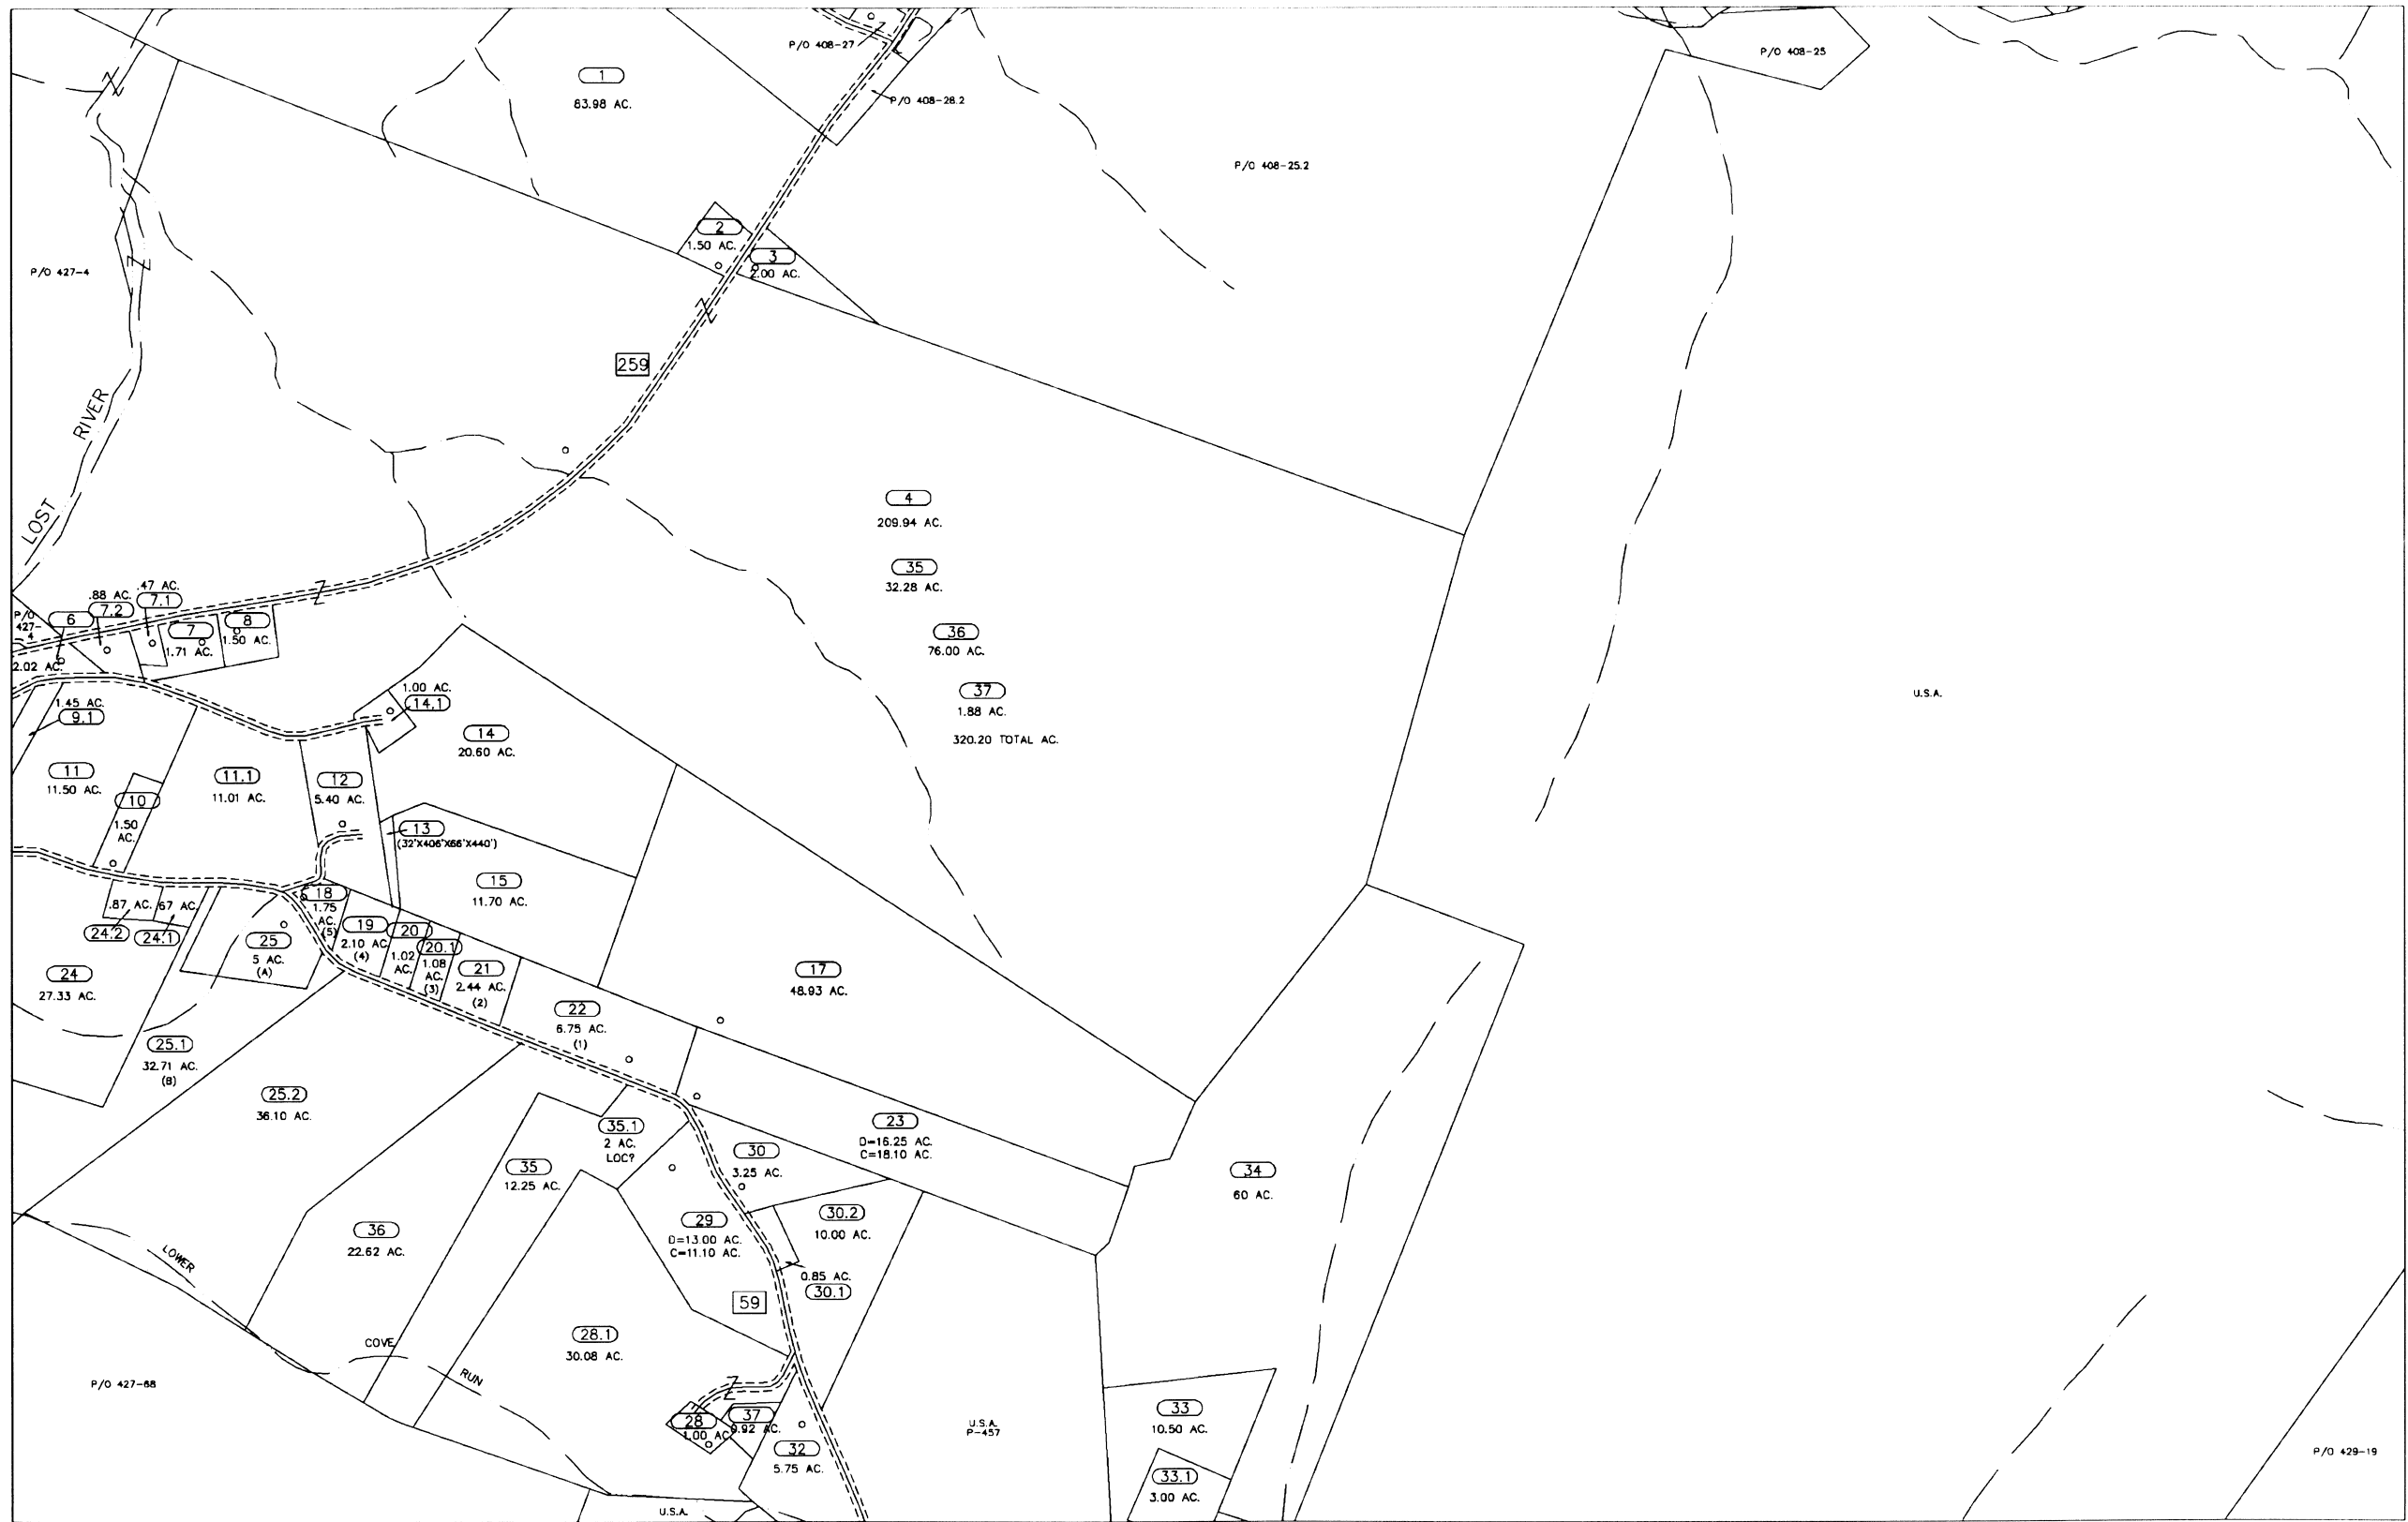 P/O 408-27
1
83.98 AC.
P/O 408-28.2
P/O 408-25
P/O 408-25.2
2
1.50 AC.
3
2.00 AC.
P/O 427-4
259
LOST RIVER
4
209.94 AC.
35
32.28 AC.
36
76.00 AC.
37
1.88 AC.
320.20 TOTAL AC.
U.S.A.
.47 AC.
7.1
.88 AC.
7.2
6
P/O
427-
4
2.02 AC.
7
1.71 AC.
8
1.50 AC.
1.45 AC.
9.1
1.00 AC.
14.1
14
20.60 AC.
11
11.50 AC.
10
1.50
AC.
11.1
11.01 AC.
12
5.40 AC.
13
(32'X406'X66'X440')
15
11.70 AC.
18
1.75
AC.
(5)
19
2.10 AC.
(4)
20
1.02
AC.
20.1
1.08
AC.
(3)
21
2.44 AC.
(2)
22
6.75 AC.
(1)
17
48.93 AC.
.87 AC.
24.2
.67 AC.
24.1
25
5 AC.
(A)
24
27.33 AC.
25.1
32.71 AC.
(B)
25.2
36.10 AC.
35.1
2 AC.
LOC?
35
12.25 AC.
36
22.62 AC.
30
3.25 AC.
23
D=16.25 AC.
C=18.10 AC.
34
60 AC.
29
D=13.00 AC.
C=11.10 AC.
30.2
10.00 AC.
0.85 AC.
30.1
59
28.1
30.08 AC.
LOWER
COVE
RUN
P/O 427-68
28
1.00 AC.
37
0.92 AC.
32
5.75 AC.
U.S.A.
P-457
33
10.50 AC.
33.1
3.00 AC.
P/O 429-19
U.S.A.